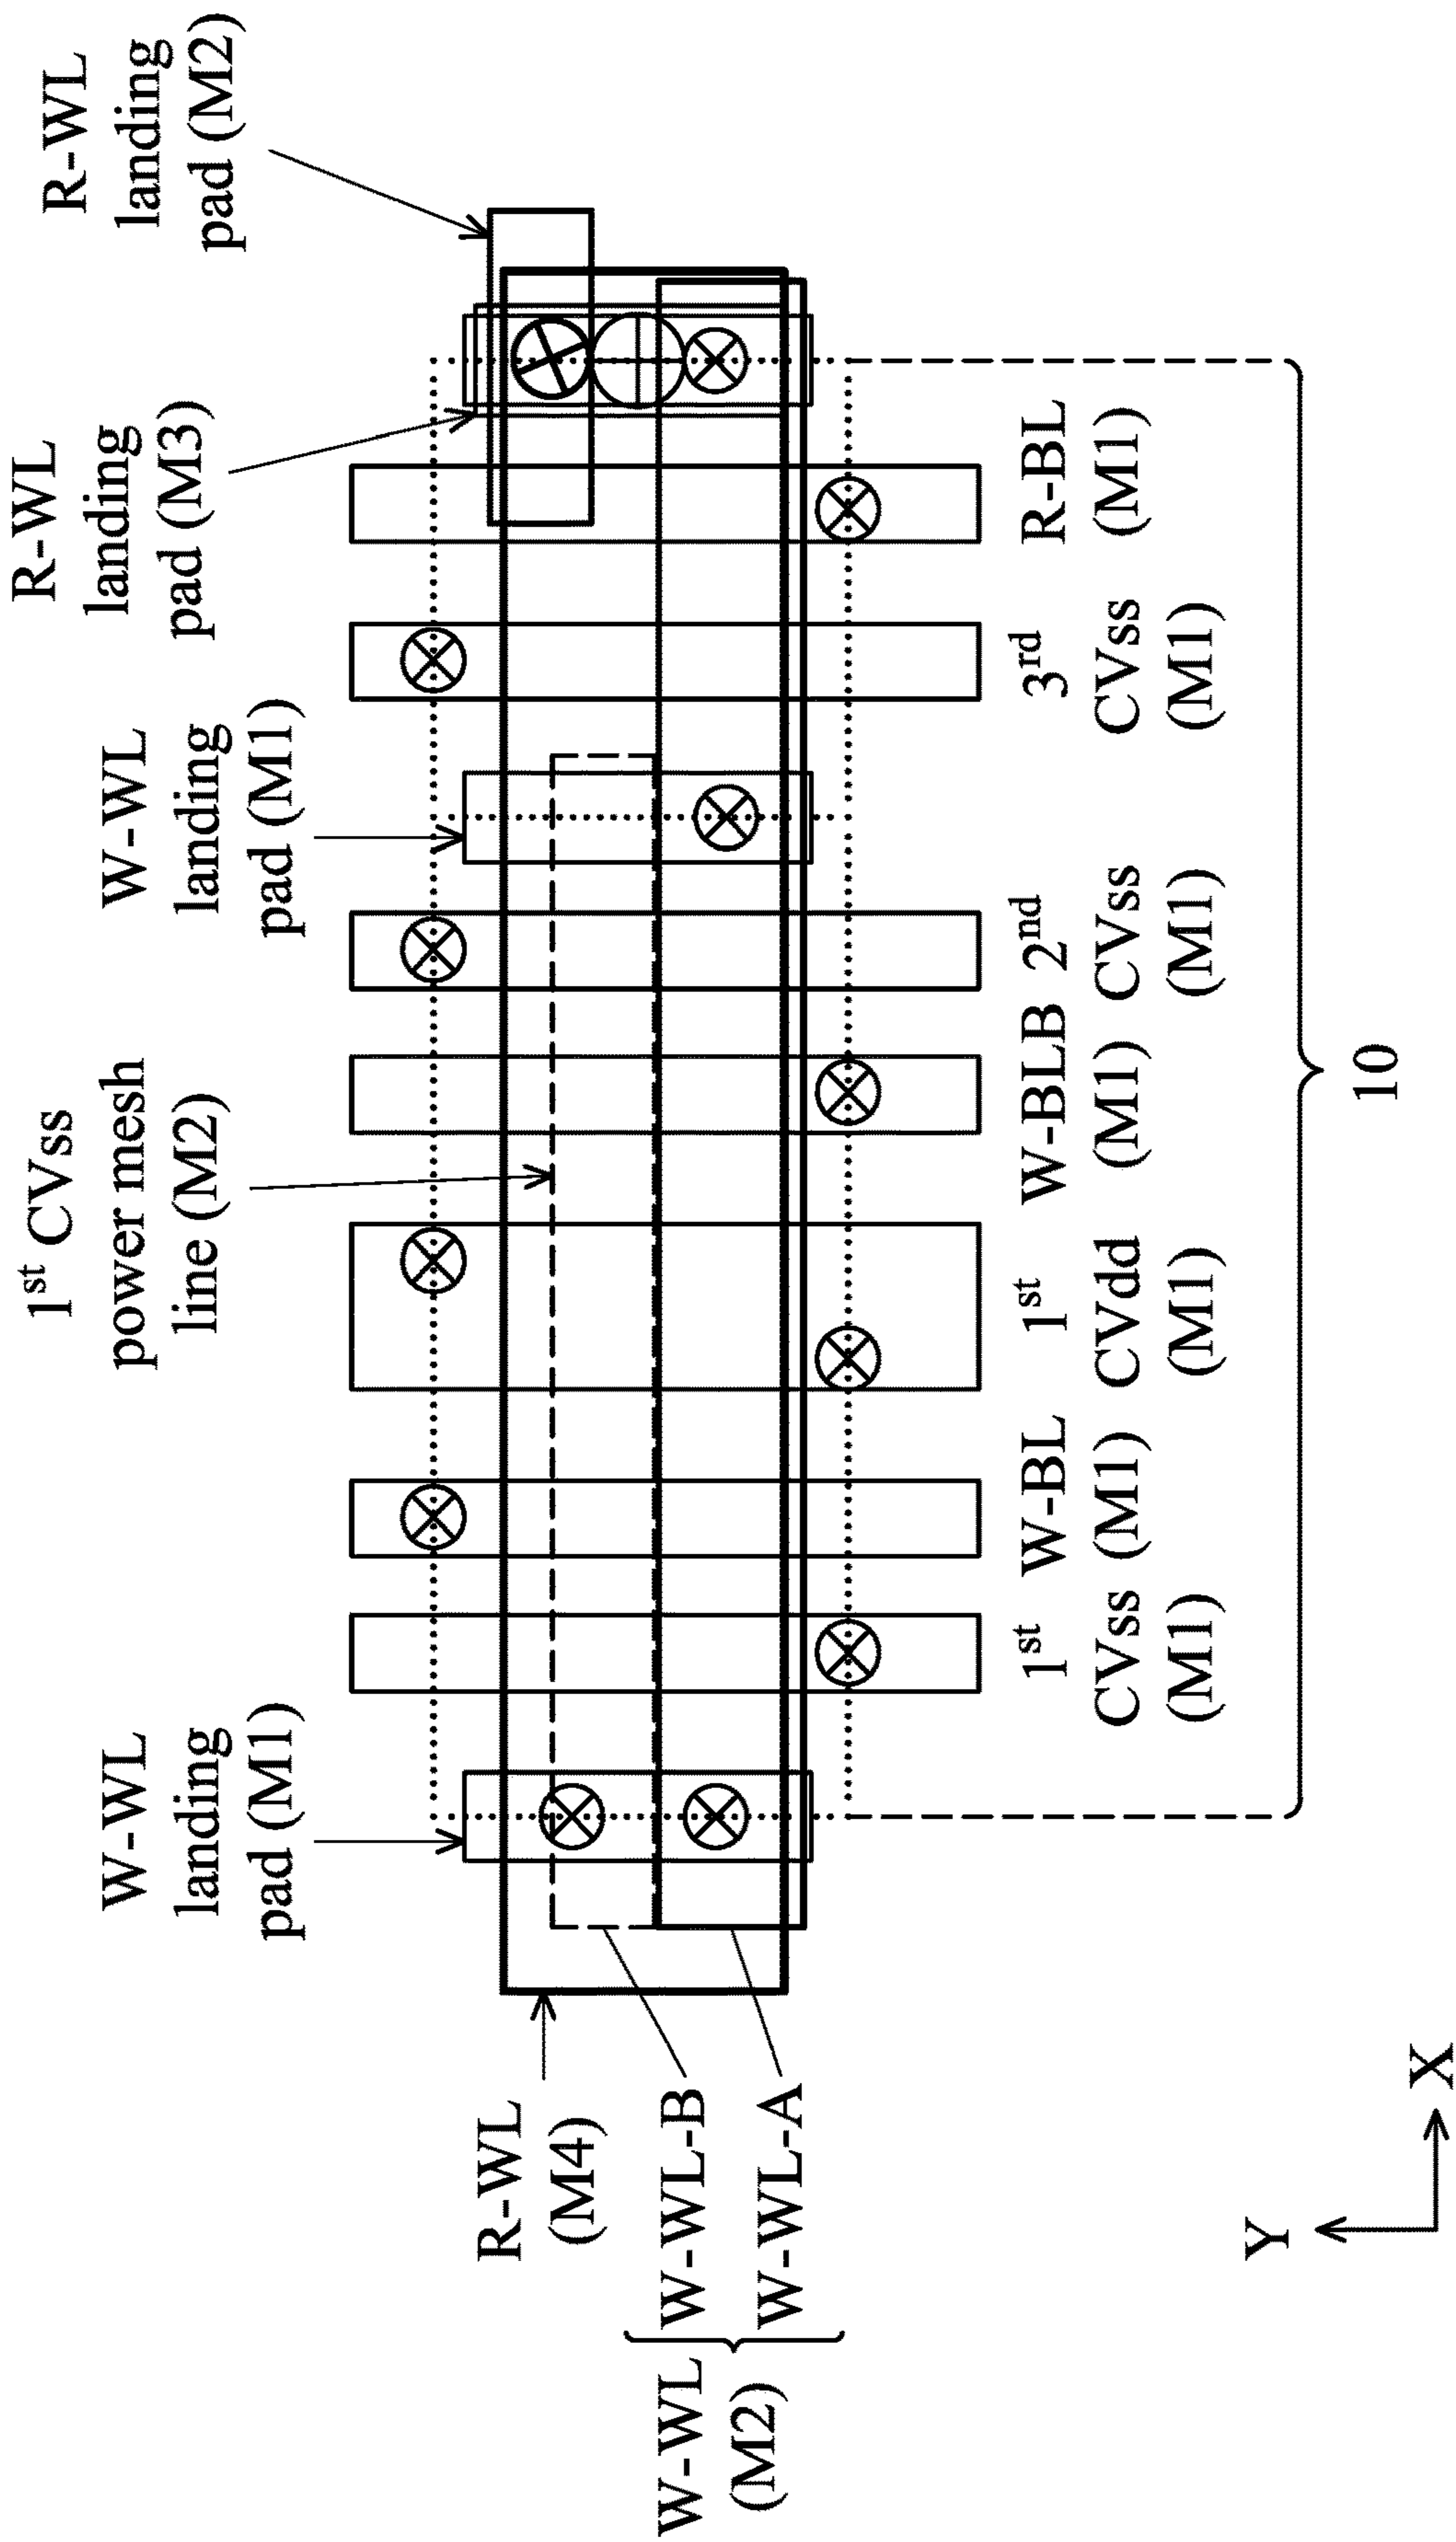 W-WL
landing
pad (M1)
1st CVss
power mesh
line (M2)
W-WL
landing
pad (M1)
R-WL
landing
pad (M3)
R-WL
landing
pad (M2)
R-WL
(M4)
W-WL
(M2)
W-WL-B
W-WL-A
1st
CVss
(M1)
W-BL
(M1)
1st
CVdd
(M1)
W-BLB
(M1)
2nd
CVss
(M1)
3rd
CVss
(M1)
R-BL
(M1)
10
Y
X